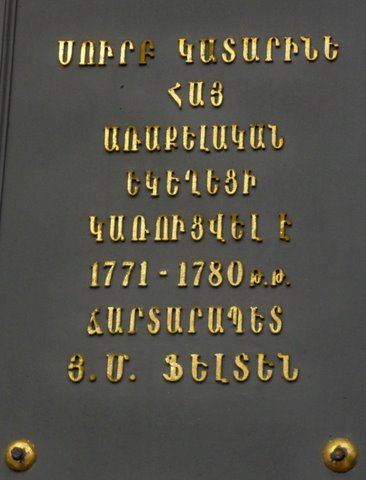 ՍՈՒՐԲ ԿԱՏԱՐԻՆԵ
ՀԱՅ
ԱՌԱՔԵԼԱԿԱՆ
ԵԿԵՂԵՑԻ
ԿԱՌՈՒՑՎԵԼ Է
1771 - 1780 թ.թ.
ՃԱՐՏԱՐԱՊԵՏ
Յ.Մ. ՖԵԼՏԵՆ